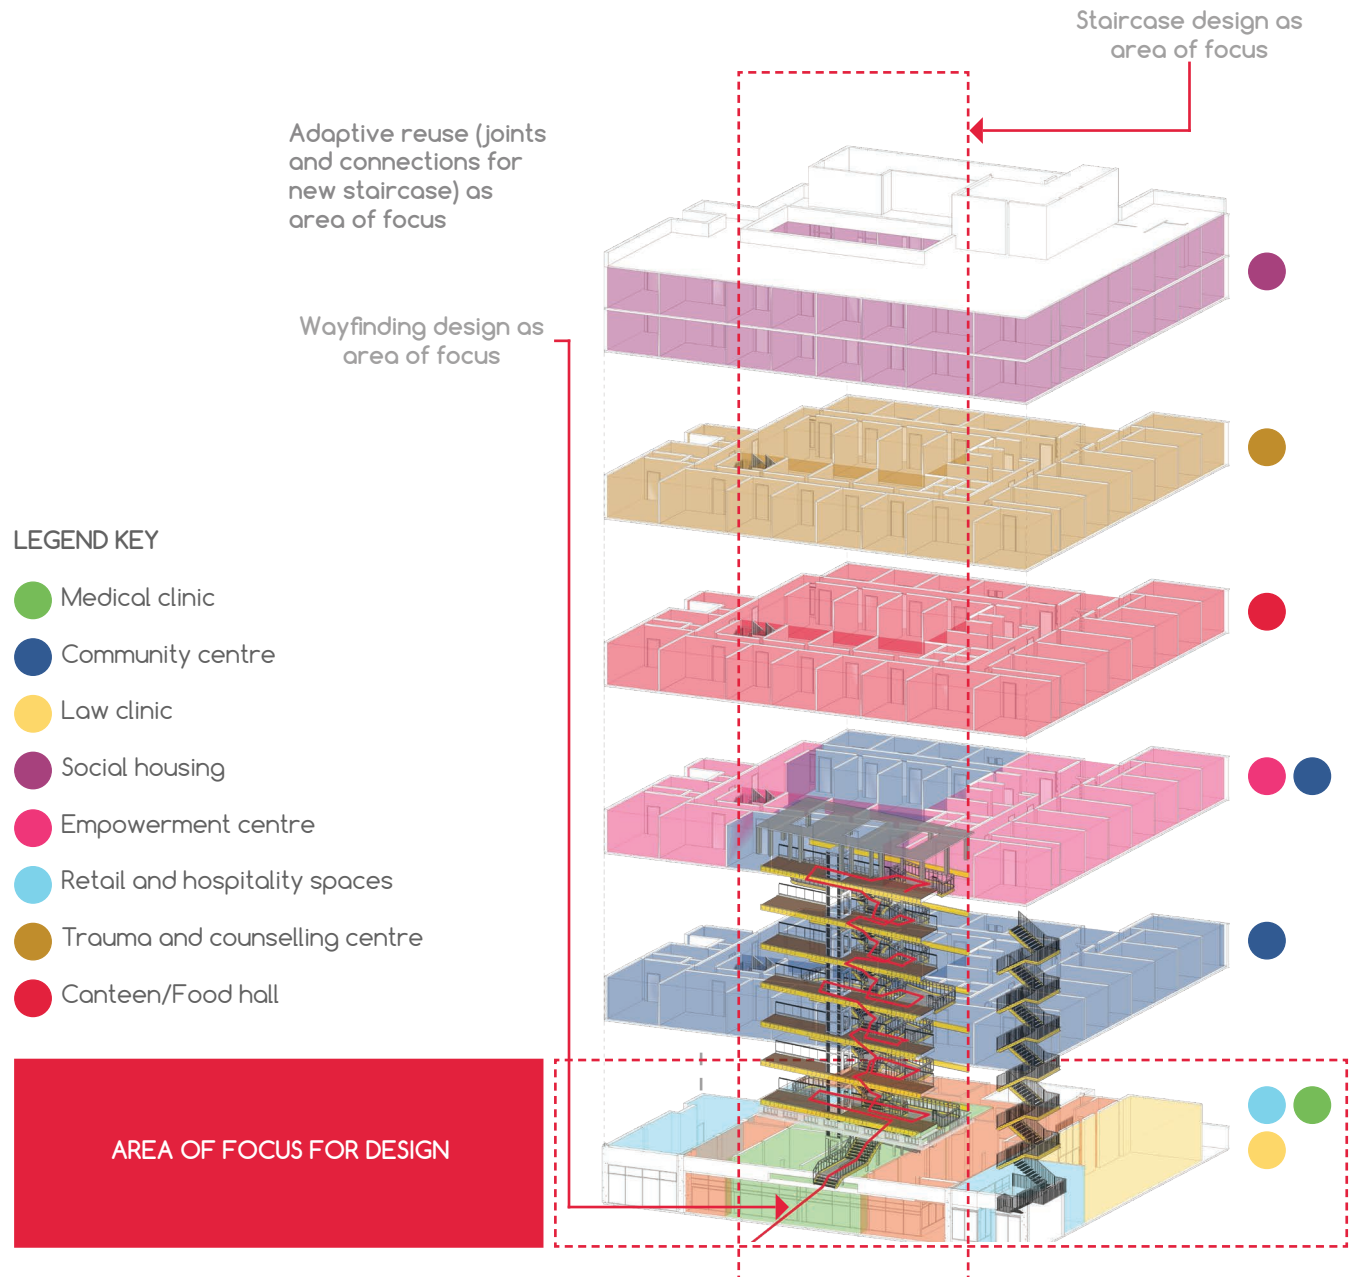 Staircase design as
area of focus
Adaptive reuse (joints
and connections for
new staircase) as
area of focus
Wayfinding design as
area of focus
LEGEND KEY
Medical clinic
Community centre
Law clinic
Social housing
Empowerment centre
Retail and hospitality spaces
Trauma and counselling centre
Canteen/Food hall
AREA OF FOCUS FOR DESIGN